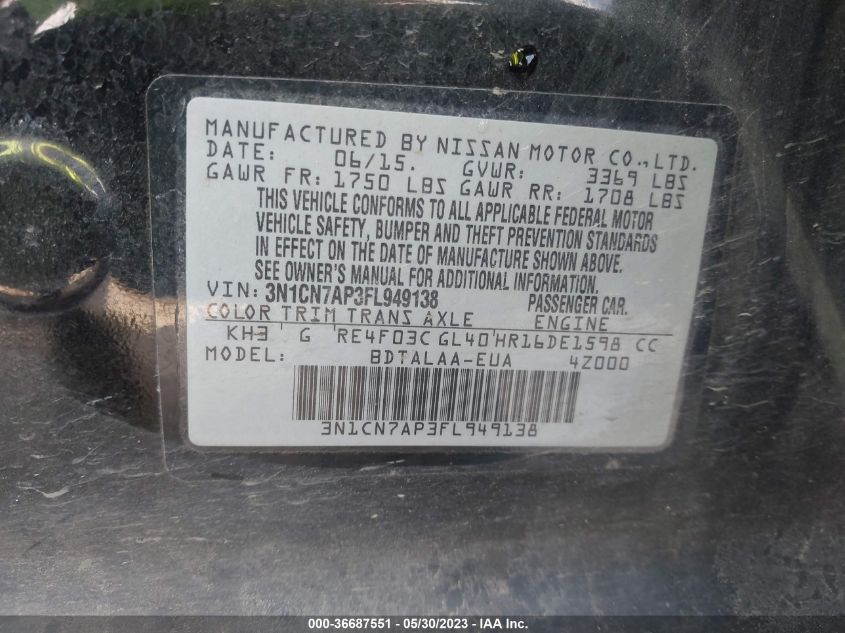 MANUFACTURED BY NISSAN MOTOR CO.,LTD.
DATE: 06/15. GVWR: 3369 LBS
GAWR FR: 1750 LBS GAWR RR: 1708 LBS
THIS VEHICLE CONFORMS TO ALL APPLICABLE FEDERAL MOTOR
VEHICLE SAFETY, BUMPER AND THEFT PREVENTION STANDARDS
IN EFFECT ON THE DATE OF MANUFACTURE SHOWN ABOVE.
SEE OWNER'S MANUAL FOR ADDITIONAL INFORMATION.
VIN: 3N1CN7AP3FL949138 PASSENGER CAR.
COLOR TRIM TRANS AXLE ENGINE
KH3 ' G 'RE4F03C GL40'HR16DE1598 CC
MODEL: BDTALAA-EUA 4Z000
3N1CN7AP3FL949138
000-36687551 - 05/30/2023 - IAAI - Copyright IAA, Inc.